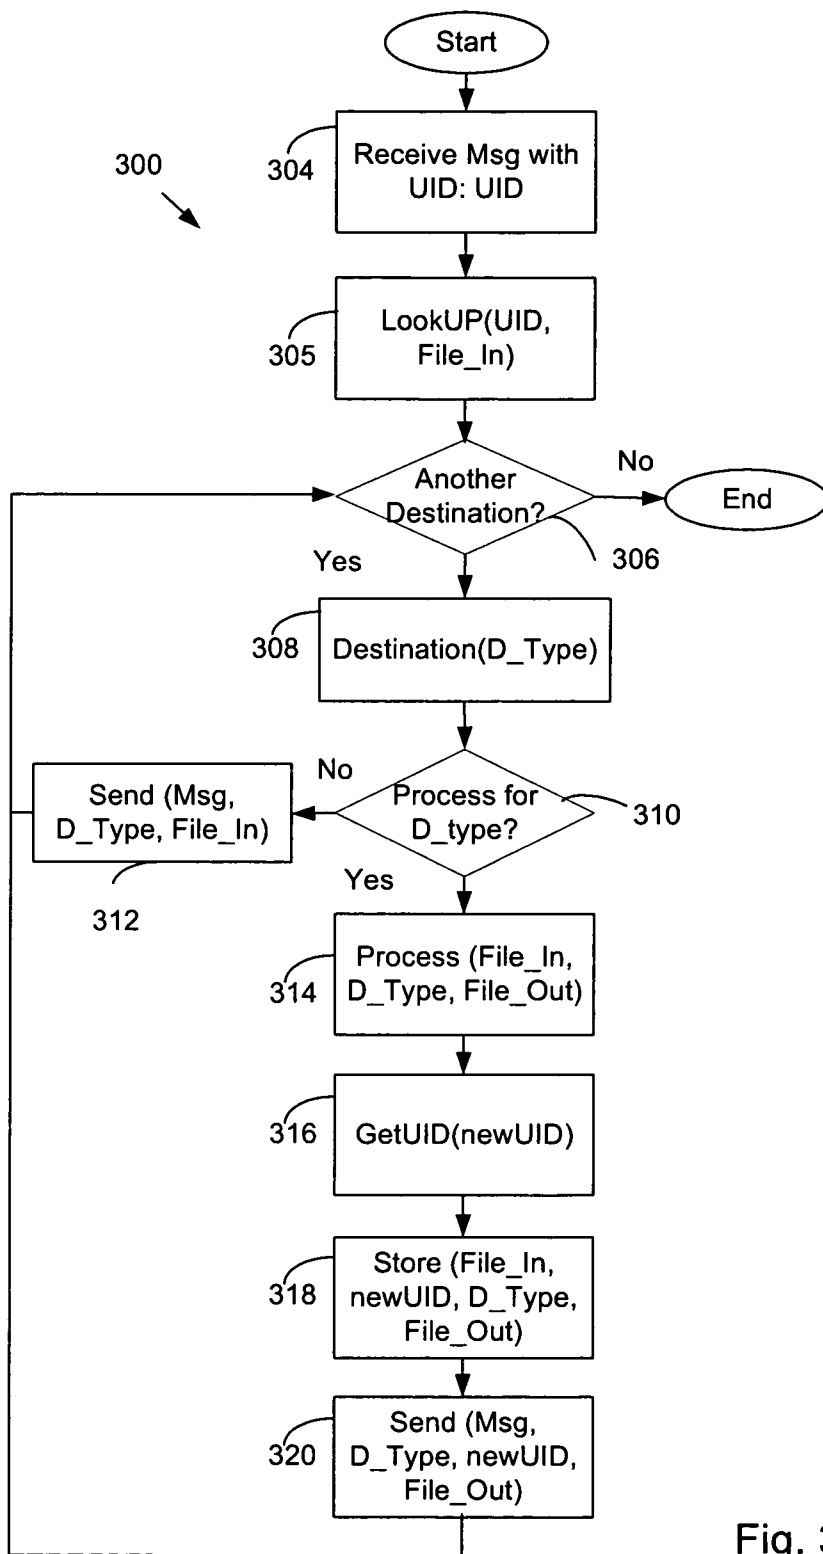 Start
304
Receive Msg with
UID: UID
300
305
LookUP(UID,
File_In)
Another
Destination?
No
End
306
Yes
308
Destination(D_Type)
Send (Msg,
D_Type, File_In)
No
Process for
D_type?
310
312
Yes
314
Process (File_In,
D_Type, File_Out)
316
GetUID(newUID)
318
Store (File_In,
newUID, D_Type,
File_Out)
320
Send (Msg,
D_Type, newUID,
File_Out)
Fig. 3